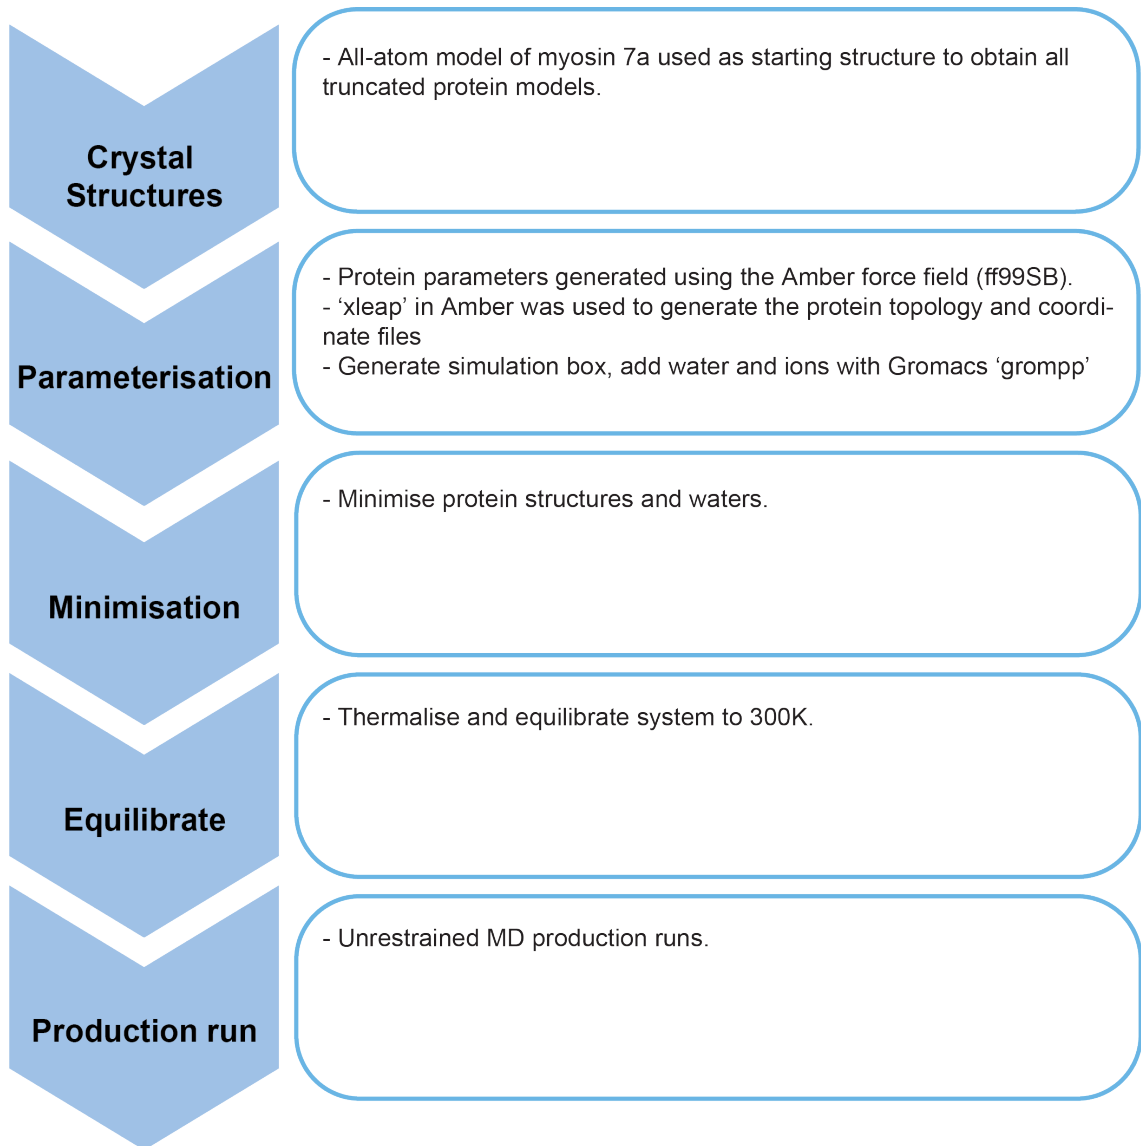 Crystal
Structures
- All-atom model of myosin 7a used as starting structure to obtain all
truncated protein models.
Parameterisation
- Protein parameters generated using the Amber force field (ff99SB).
- ‘xleap’ in Amber was used to generate the protein topology and coordi-
nate files
- Generate simulation box, add water and ions with Gromacs ‘grompp’
Minimisation
- Minimise protein structures and waters.
Equilibrate
- Thermalise and equilibrate system to 300K.
Production run
- Unrestrained MD production runs.